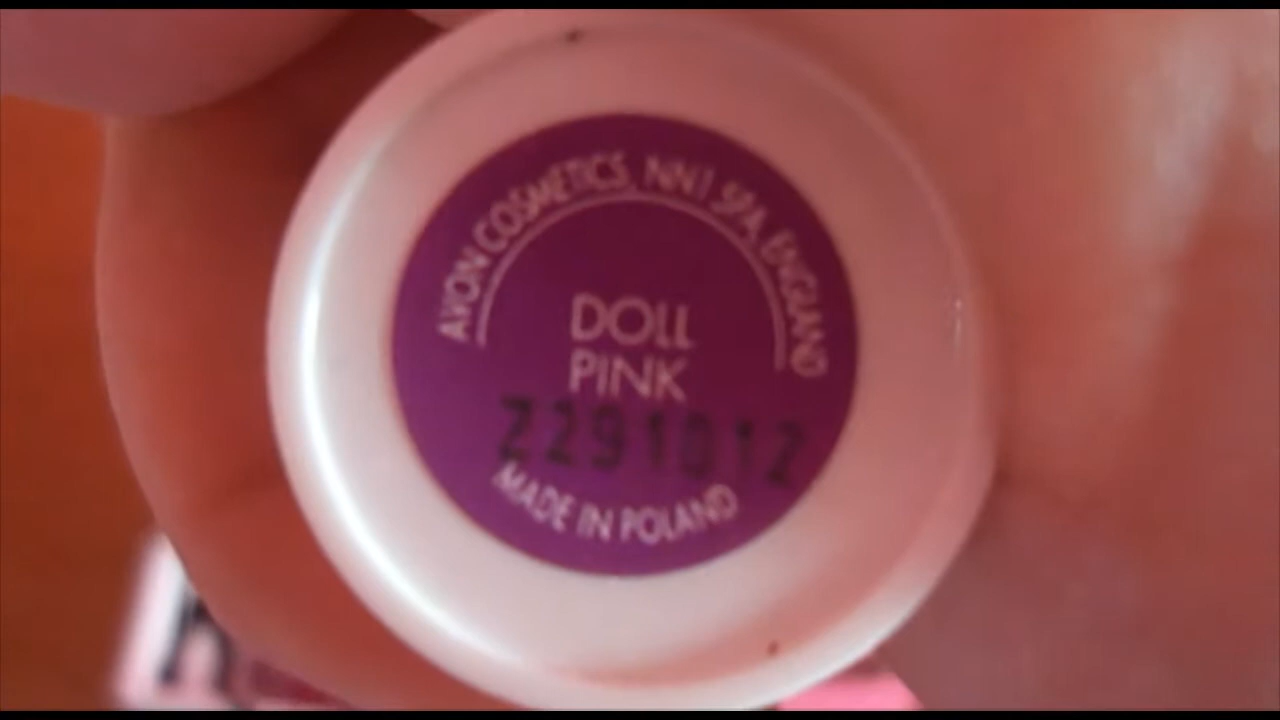 AVON COSMETICS, NN1 5PA, ENGLAND
DOLL
PINK
Z291012
MADE IN POLAND